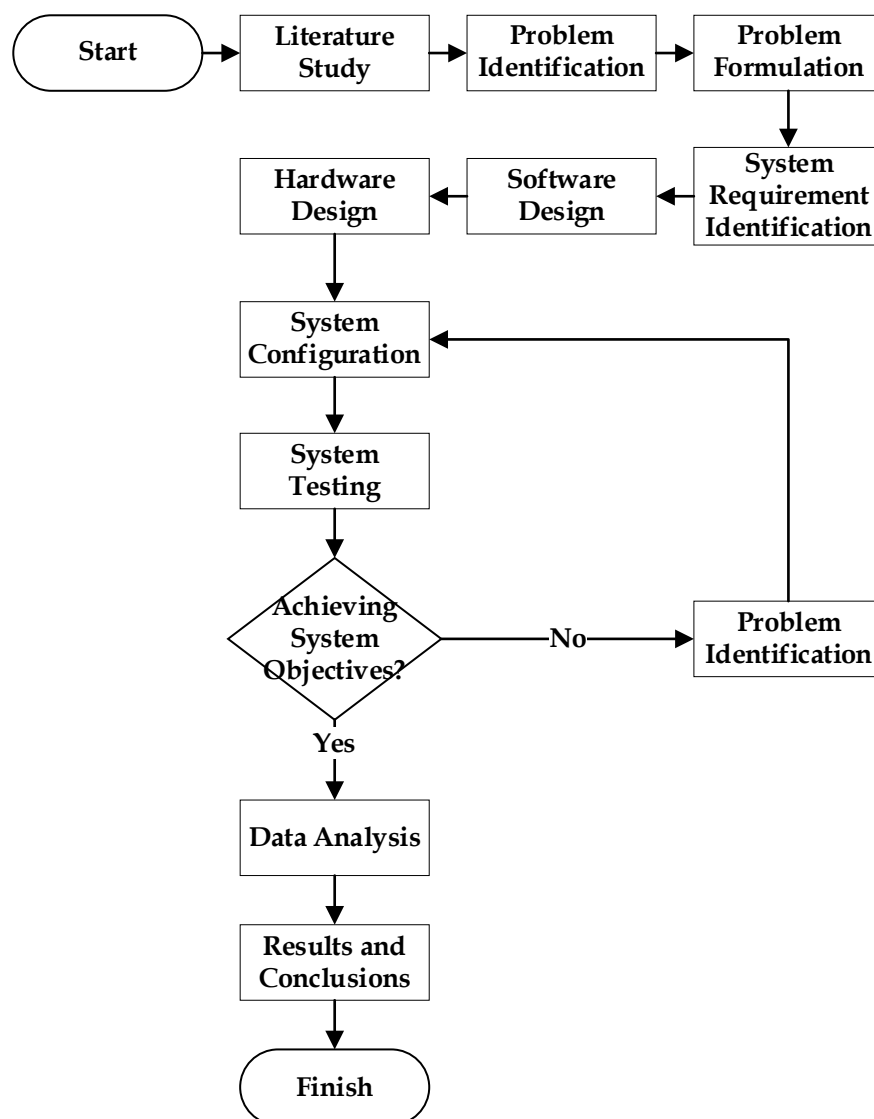 Start
Literature
Study
Problem
Identification
Problem
Formulation
System
Requirement
Identification
Software
Design
Hardware
Design
System
Configuration
System
Testing
Achieving
System
Objectives?
No
Problem
Identification
Yes
Data Analysis
Results and
Conclusions
Finish